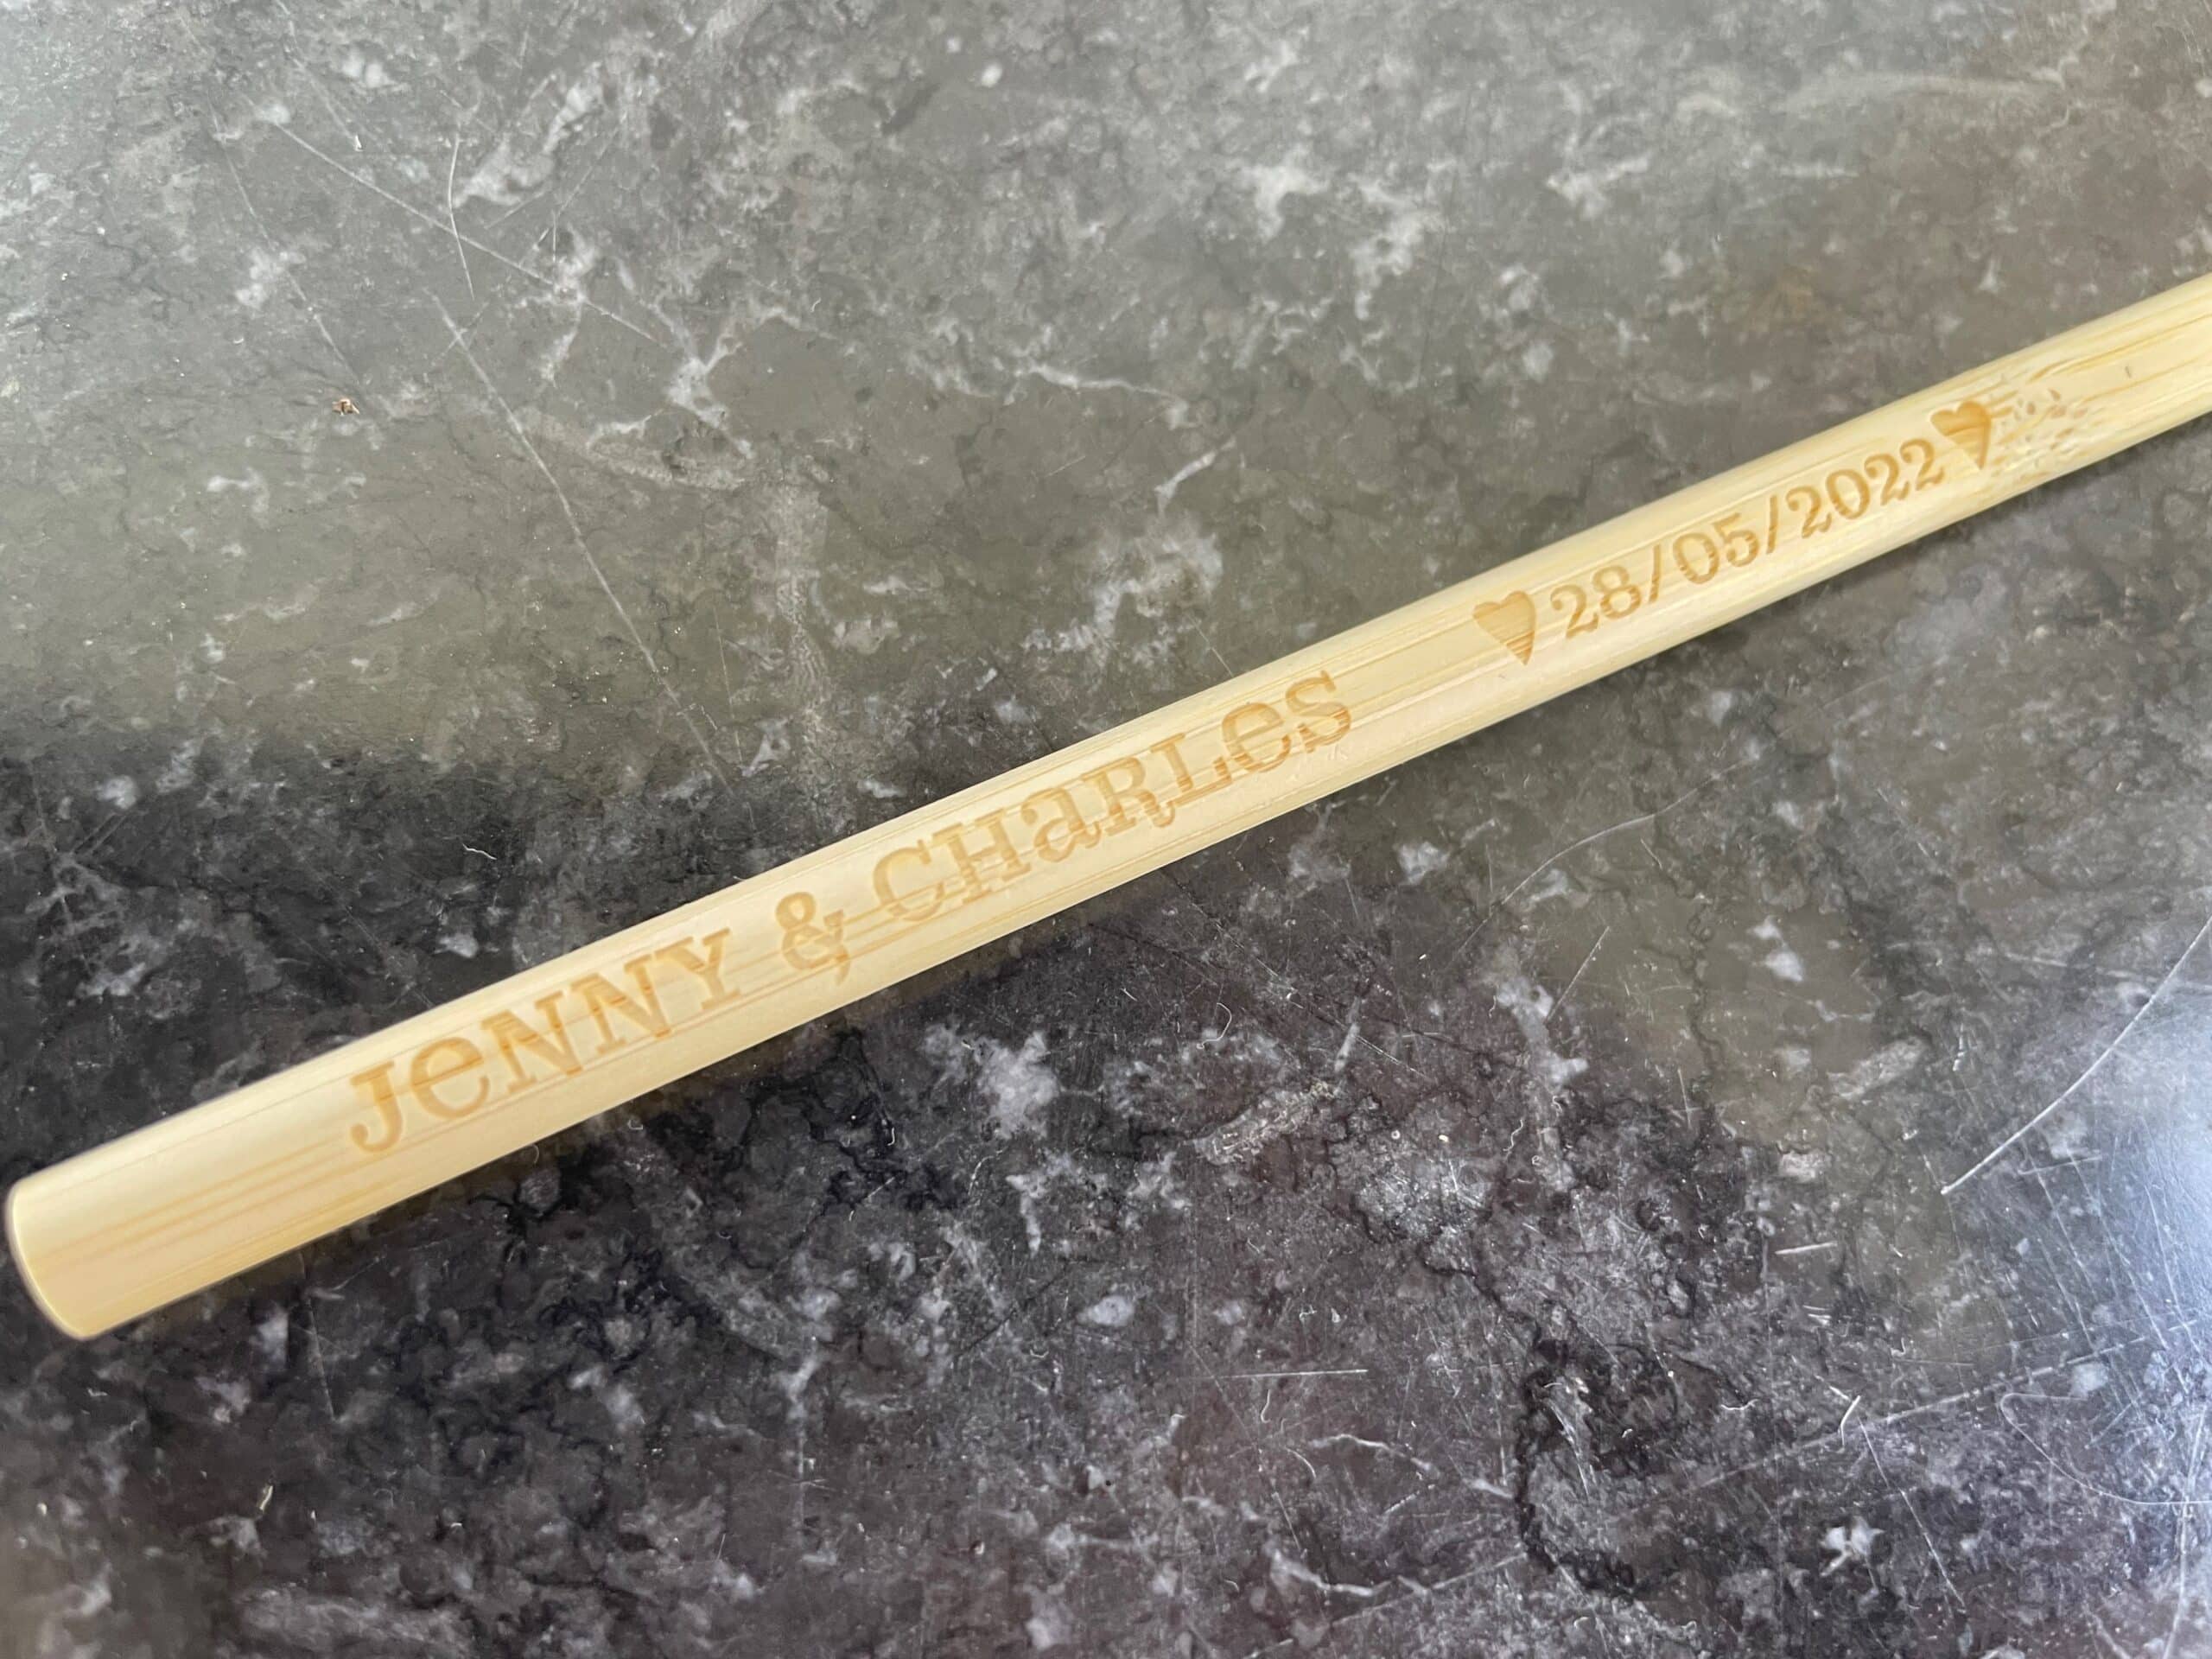 JeNNY & CHaRLes ♥28/05/2022♥